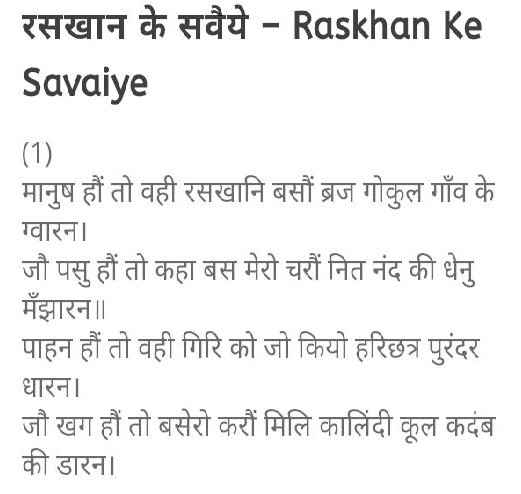 रसखान के सवैये – Raskhan Ke
Savaiye
(1)
मानुष हौं तो वही रसखानि बसौं ब्रज गोकुल गाँव के
ग्वारन।
जौ पसु हौं तो कहा बस मेरो चरौं नित नंद की धेनु
मँझारन॥
पाहन हौं तो वही गिरि को जो कियो हरिछत्र पुरंदर
धारन।
जौ खग हौं तो बसेरो करौं मिलि कालिंदी कूल कदंब
की डारन।